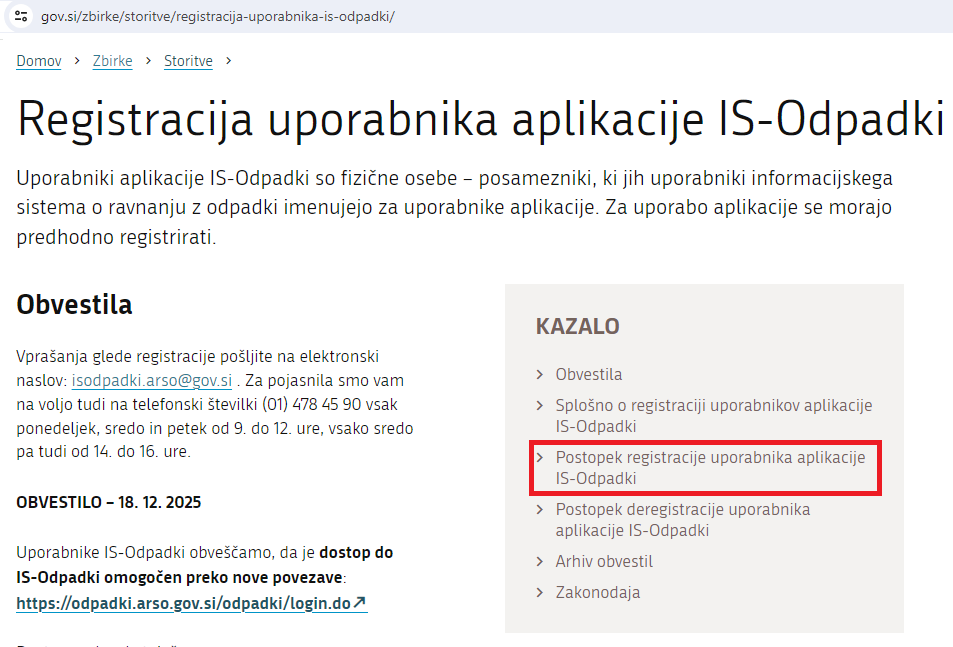 gov.si/zbirke/storitve/registracija-uporabnika-is-odpadki/
Domov > Zbirke > Storitve >
Registracija uporabnika aplikacije IS-Odpadki
Uporabniki aplikacije IS-Odpadki so fizične osebe – posamezniki, ki jih uporabniki informacijskega
sistema o ravnanju z odpadki imenujejo za uporabnike aplikacije. Za uporabo aplikacije se morajo
predhodno registrirati.
Obvestila
Vprašanja glede registracije pošljite na elektronski
naslov: isodpadki.arso@gov.si . Za pojasnila smo vam
na voljo tudi na telefonski številki (01) 478 45 90 vsak
ponedeljek, sredo in petek od 9. do 12. ure, vsako sredo
pa tudi od 14. do 16. ure.
OBVESTILO – 18. 12. 2025
Uporabnike IS-Odpadki obveščamo, da je dostop do
IS-Odpadki omogočen preko nove povezave:
https://odpadki.arso.gov.si/odpadki/login.do
KAZALO
> Obvestila
> Splošno o registraciji uporabnikov aplikacije
IS-Odpadki
> Postopek registracije uporabnika aplikacije
IS-Odpadki
> Postopek deregistracije uporabnika
aplikacije IS-Odpadki
> Arhiv obvestil
> Zakonodaja